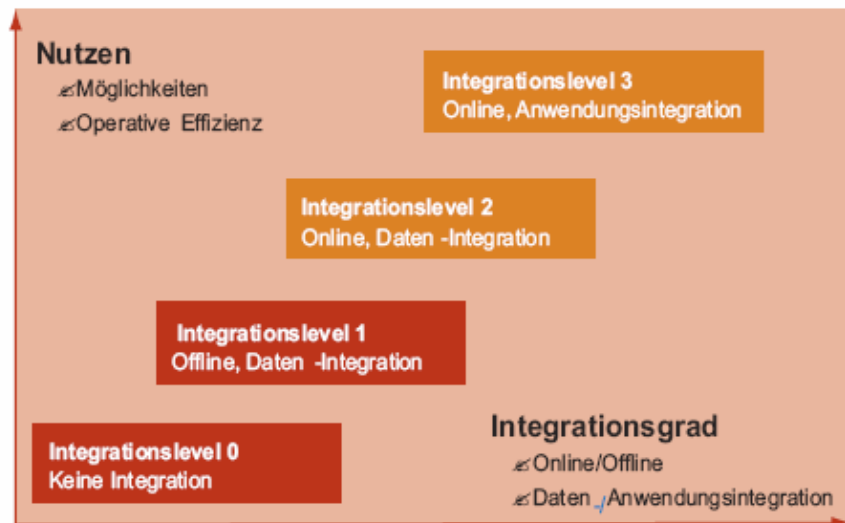 Nutzen
Möglichkeiten
Operative Effizienz
Integrationslevel 3
Online, Anwendungsintegration
Integrationslevel 2
Online, Daten -Integration
Integrationslevel 1
Offline, Daten -Integration
Integrationslevel 0
Keine Integration
Integrationsgrad
Online/Offline
Daten -/Anwendungsintegration